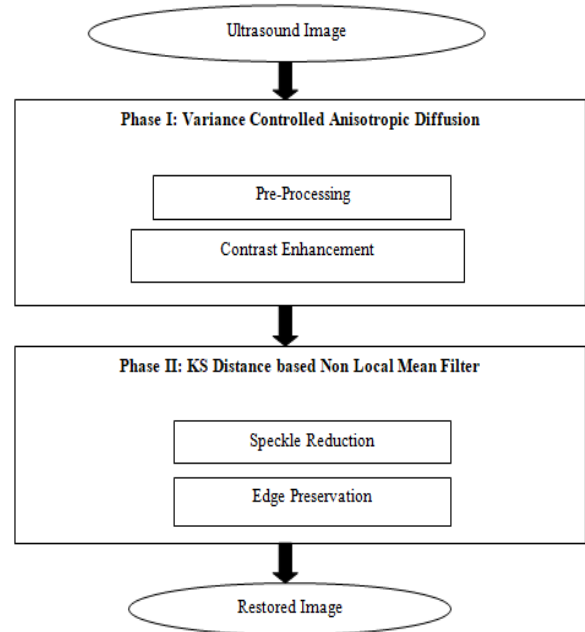 Ultrasound Image
Phase I: Variance Controlled Anisotropic Diffusion
Pre-Processing
Contrast Enhancement
Phase II: KS Distance based Non Local Mean Filter
Speckle Reduction
Edge Preservation
Restored Image